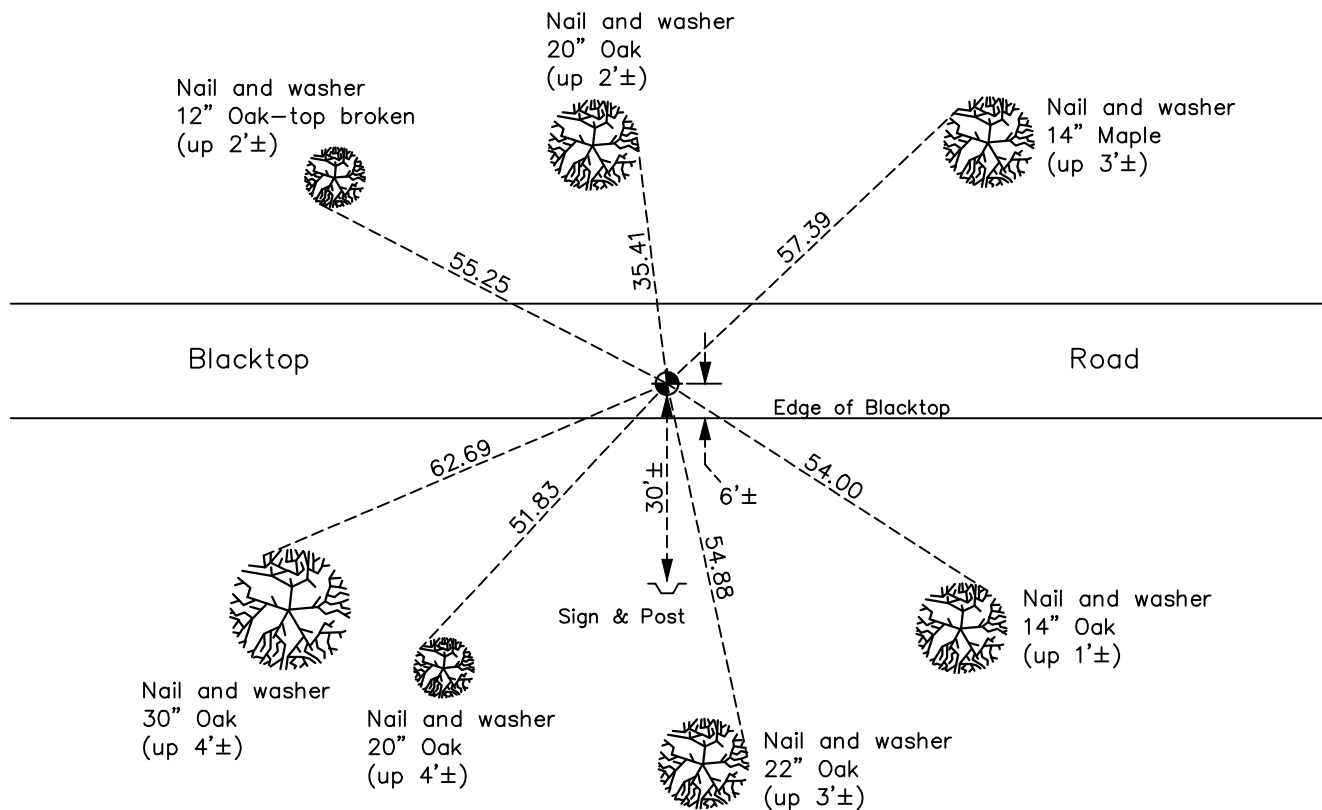 Nail and washer
20” Oak
(up 2'±)
Nail and washer
12” Oak-top broken
(up 2'±)
Nail and washer
14” Maple
(up 3'±)
55.25
35.41
57.39
Blacktop
Road
Edge of Blacktop
62.69
51.83
30'±
6'±
54.88
54.00
Sign & Post
Nail and washer
14” Oak
(up 1'±)
Nail and washer
30” Oak
(up 4'±)
Nail and washer
20” Oak
(up 4'±)
Nail and washer
22” Oak
(up 3'±)